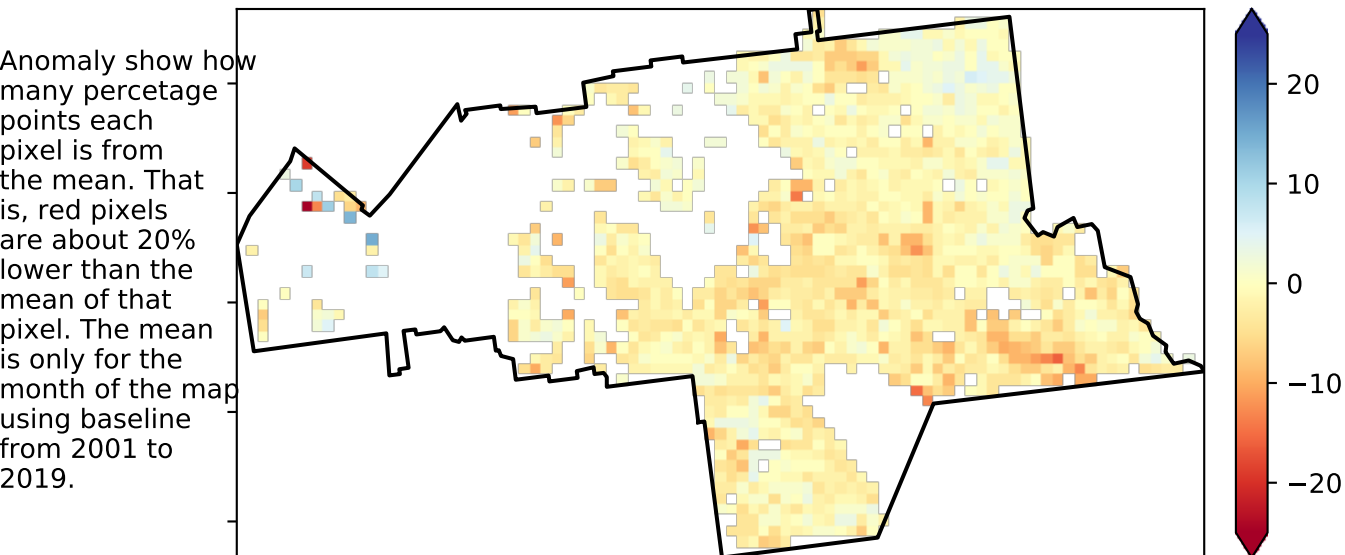 Anomaly show how
many percetage
points each
pixel is from
the mean. That
is, red pixels
are about 20%
lower than the
mean of that
pixel. The mean
is only for the
month of the map
using baseline
from 2001 to
2019.
20
10
0
−10
−20